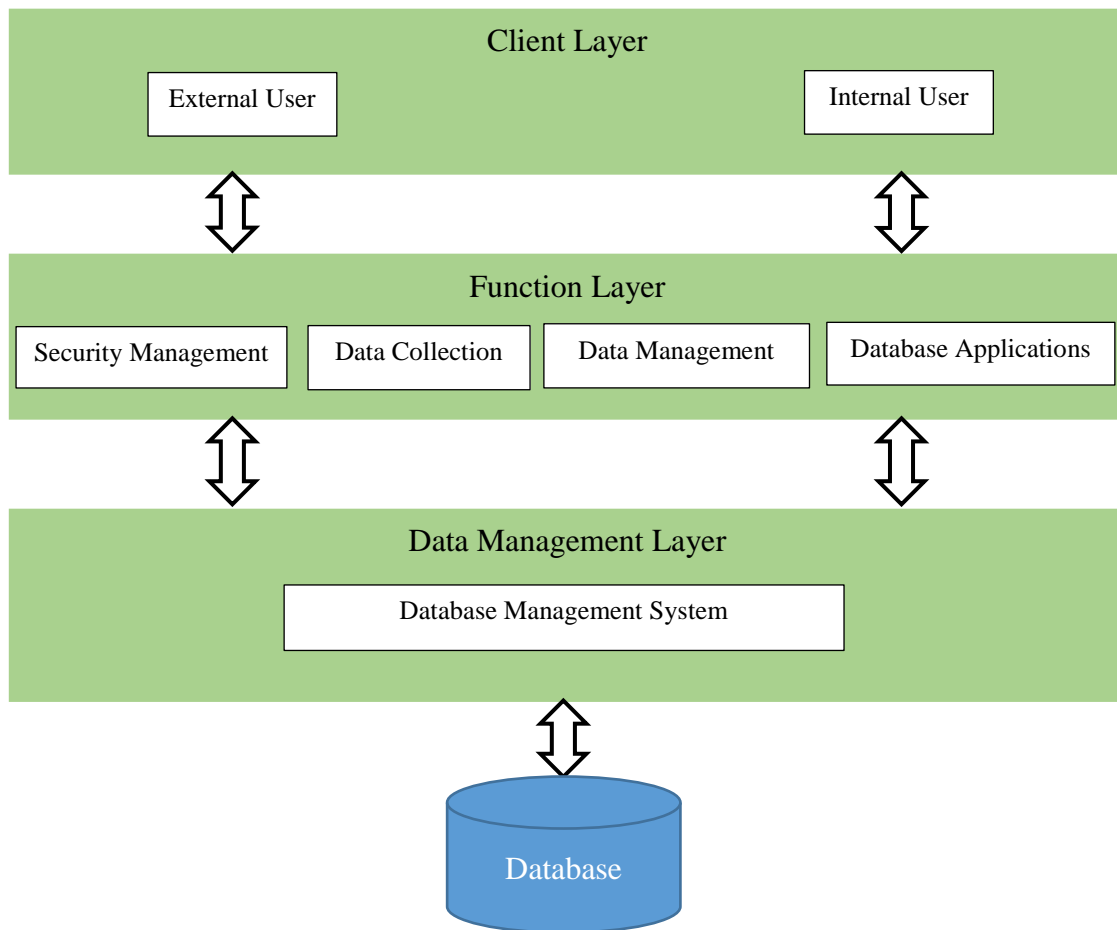 Client Layer
External User
Internal User
Function Layer
Security Management
Data Collection
Data Management
Database Applications
Data Management Layer
Database Management System
Database